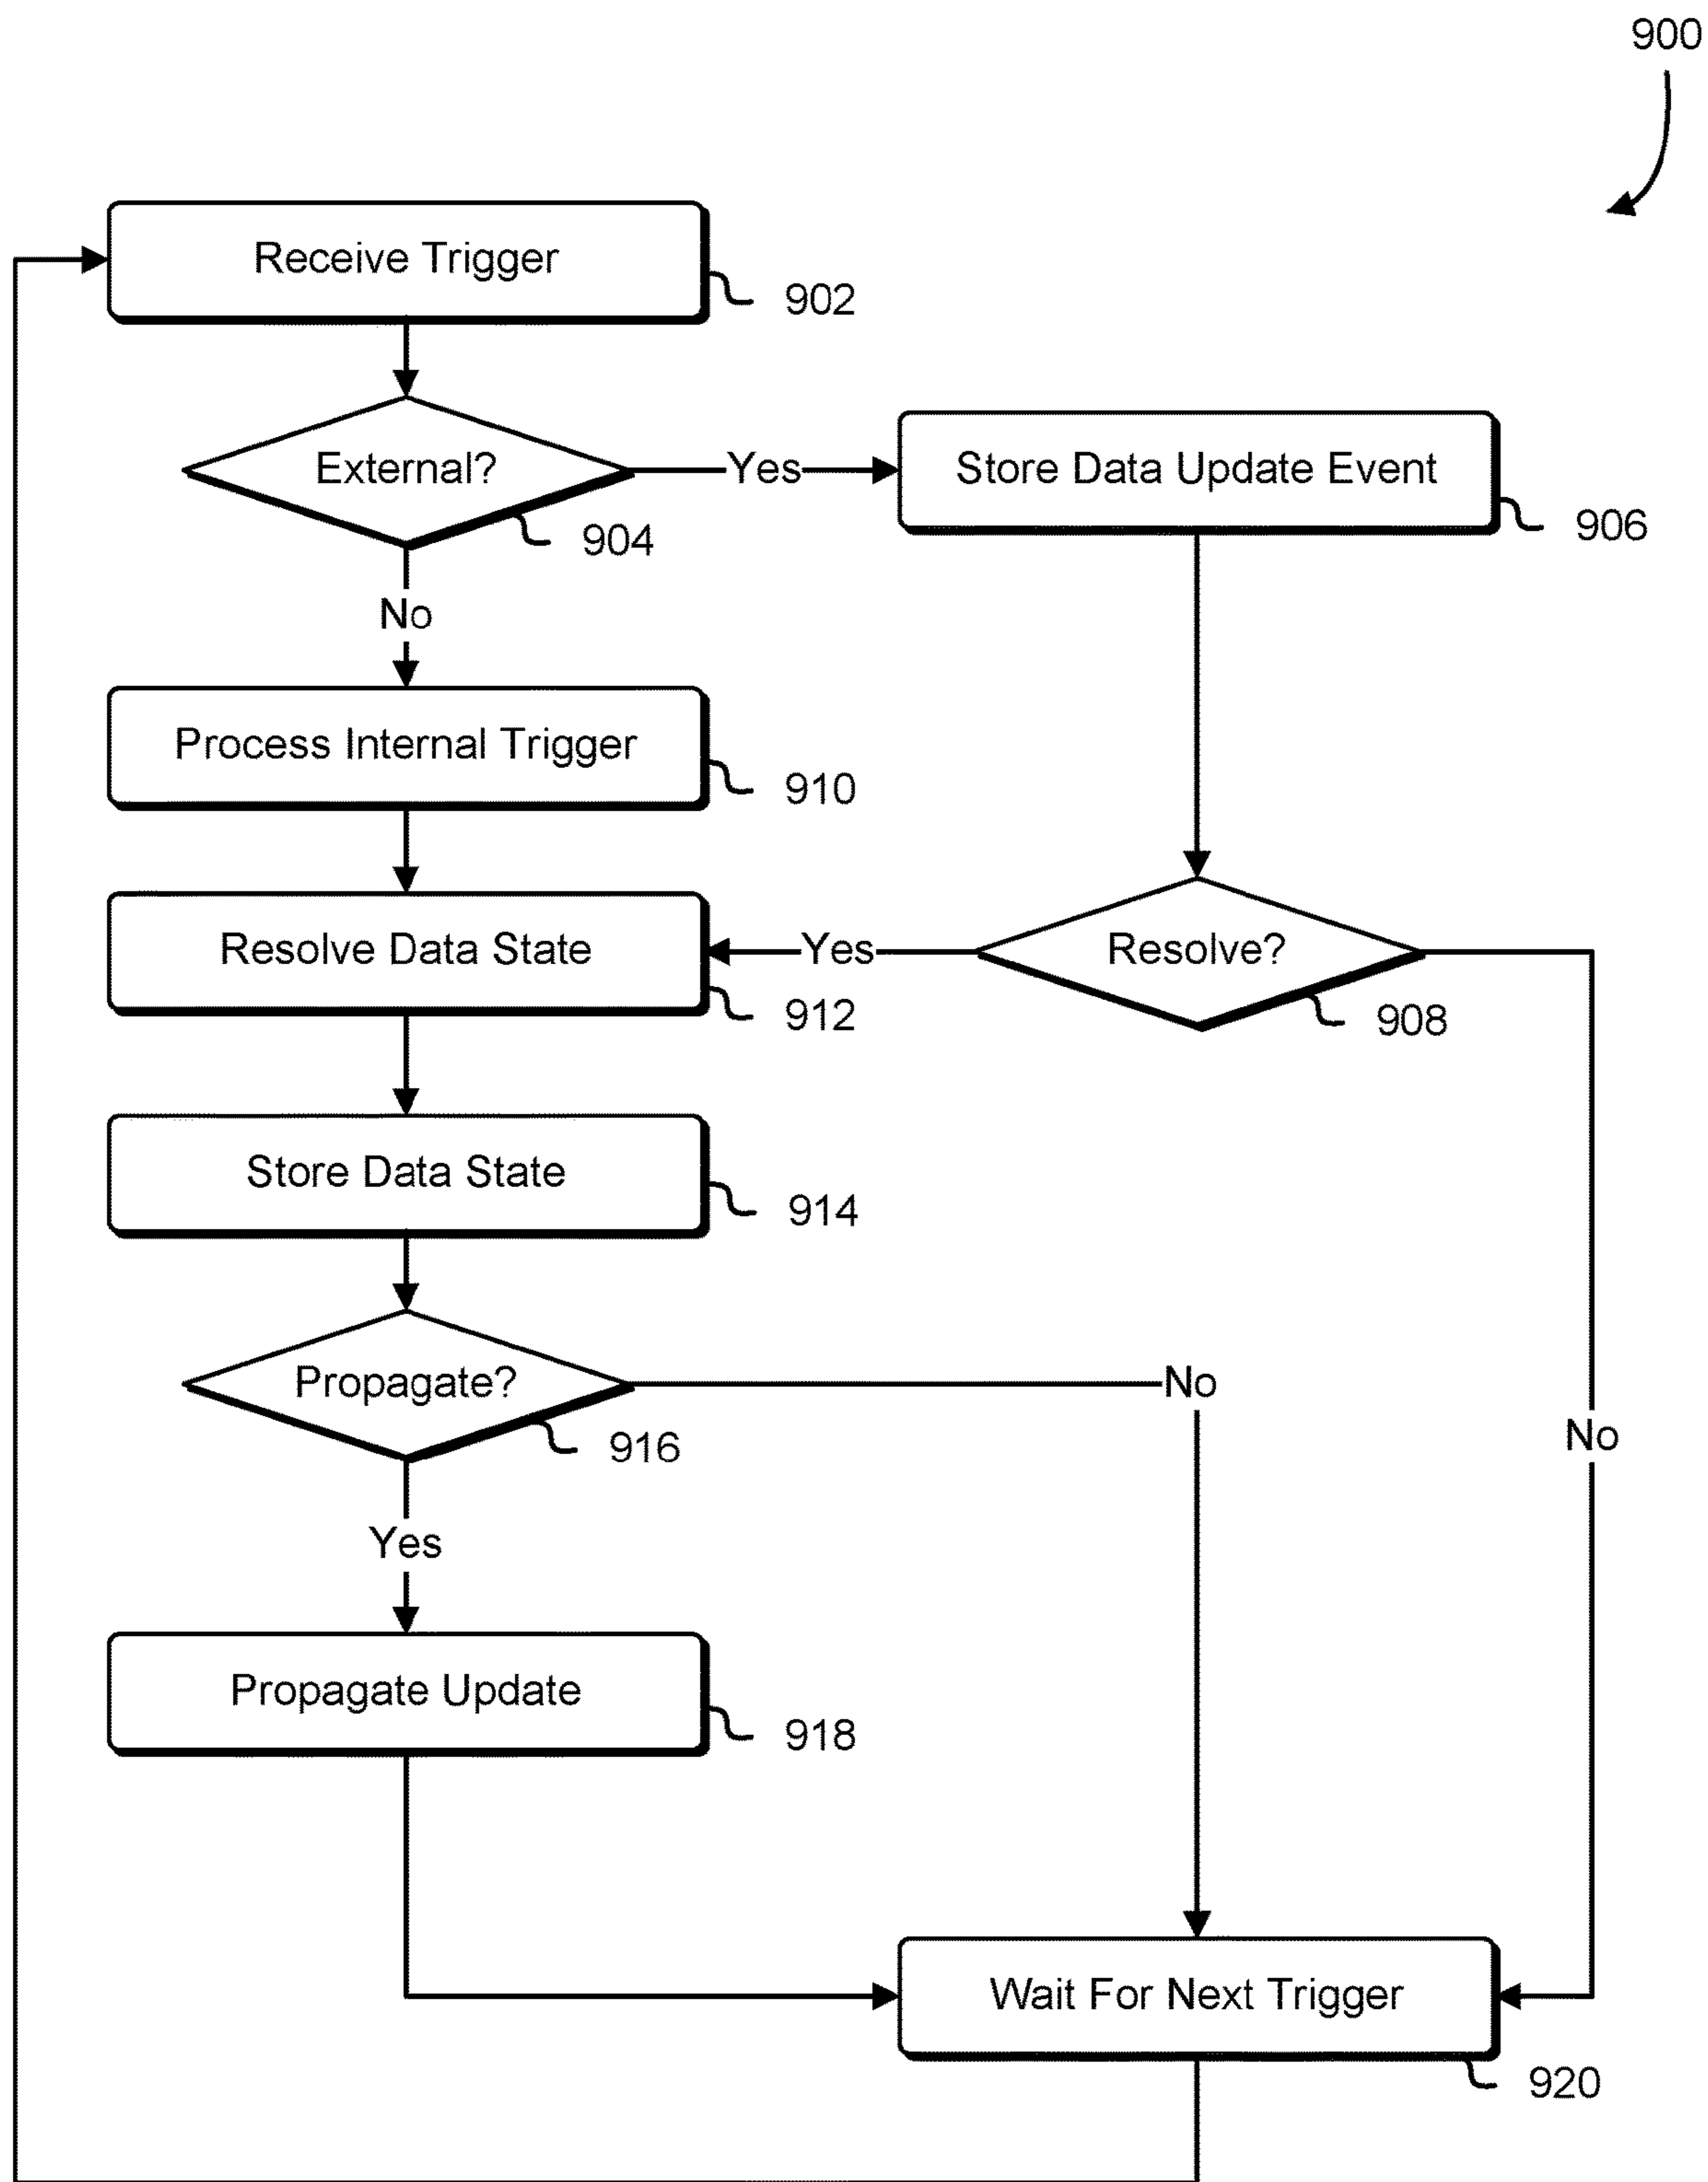 900
Receive Trigger
902
External?
Yes
Store Data Update Event
904
906
No
Process Internal Trigger
910
Resolve Data State
Yes
Resolve?
912
908
Store Data State
914
Propagate?
No
916
No
Yes
Propagate Update
918
Wait For Next Trigger
920